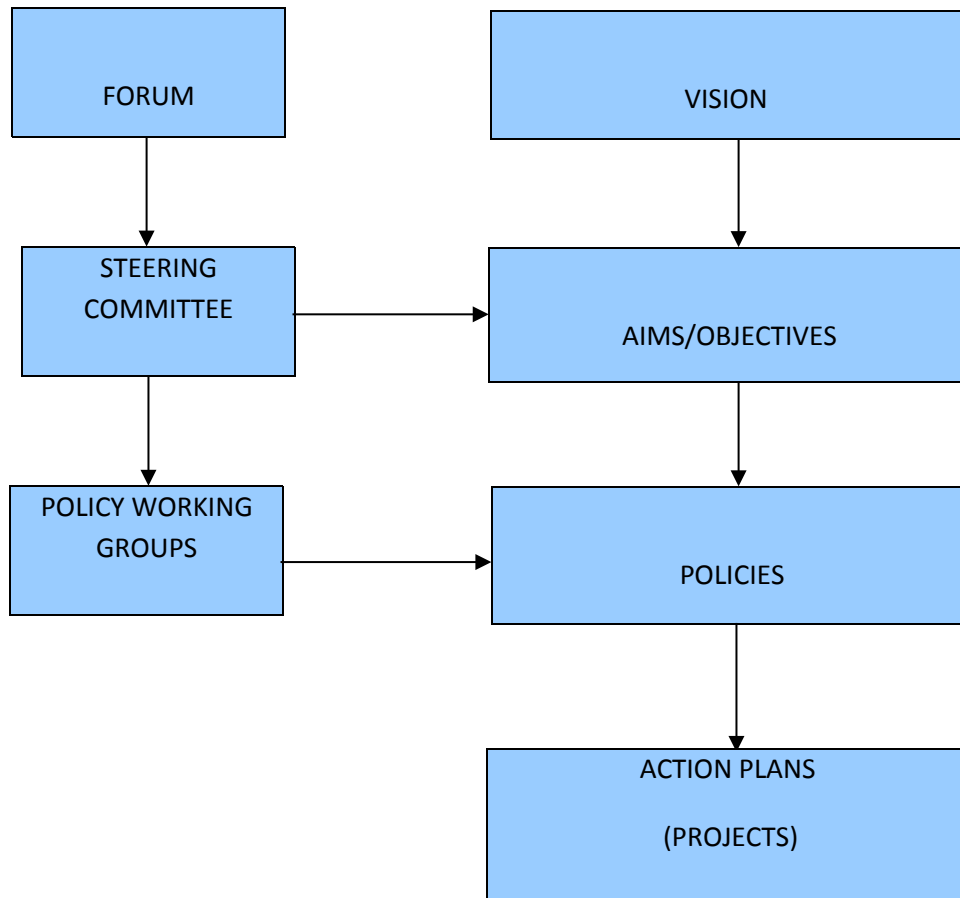 FORUM
VISION
STEERING
COMMITTEE
AIMS/OBJECTIVES
POLICY WORKING
GROUPS
POLICIES
ACTION PLANS
(PROJECTS)